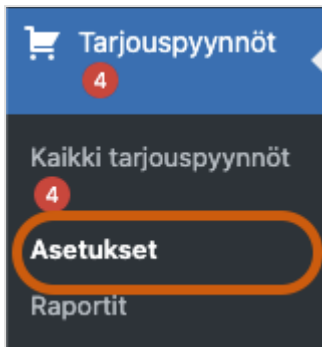 Tarjouspyynnöt
4
Kaikki tarjouspyynnöt
4
Asetukset
Raportit